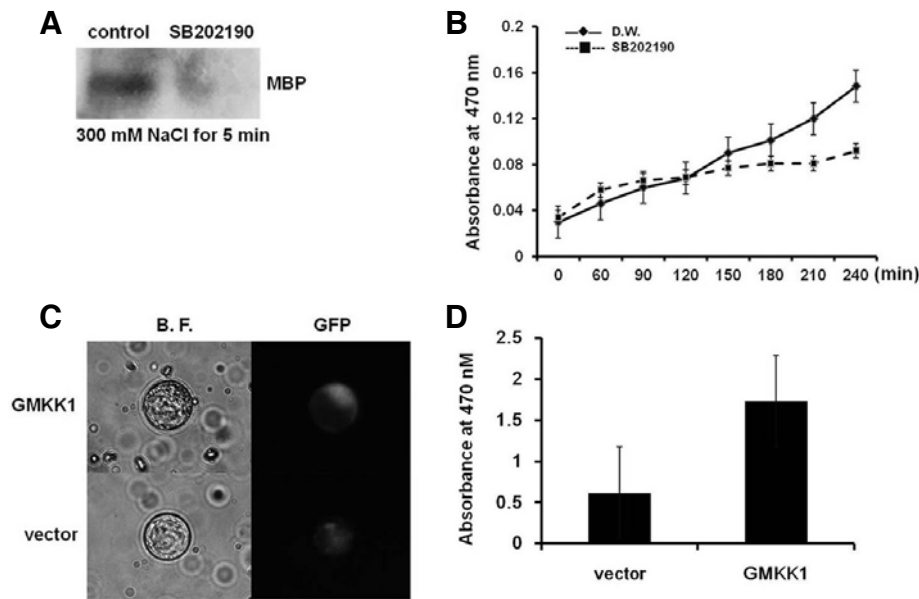 A
control SB202190
MBP
300 mM NaCl for 5 min
B
D.W.
SB202190
Absorbance at 470 nm
0.16
0.12
0.08
0.04
0
0 60 90 120 150 180 210 240 (min)
C
B. F. GFP
GMKK1
vector
D
Absorbance at 470 nM
2.5
2
1.5
1
0.5
0
vector GMKK1